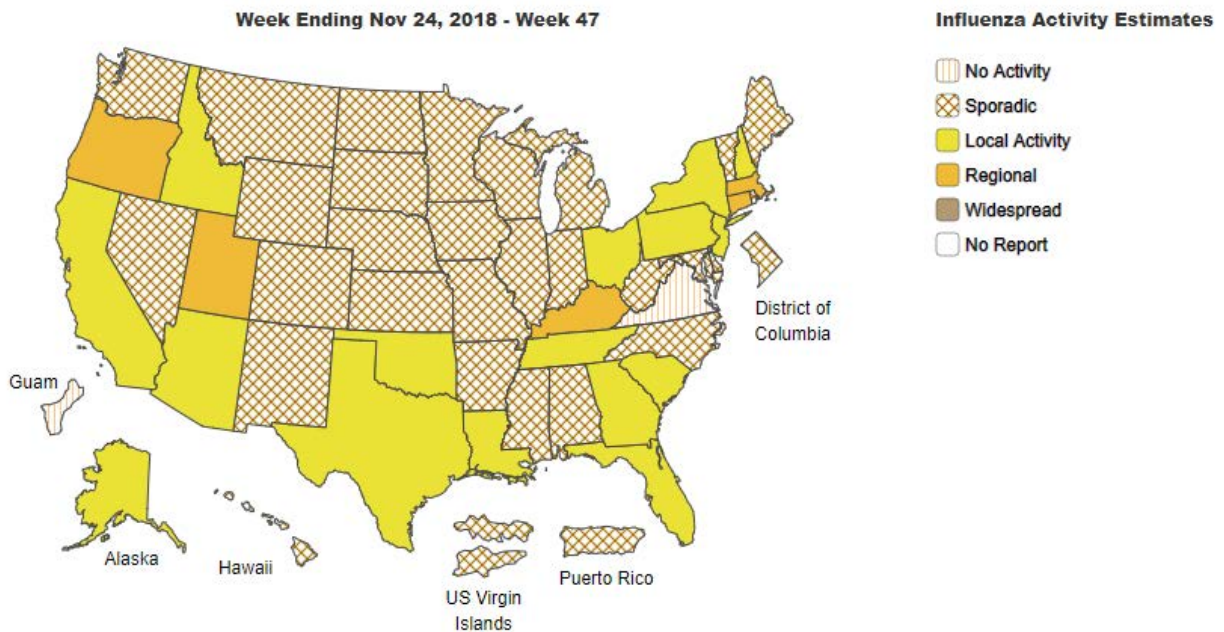 Week Ending Nov 24, 2018 - Week 47
Influenza Activity Estimates
No Activity
Sporadic
Local Activity
Regional
Widespread
No Report
District of
Columbia
Guam
Alaska
Hawaii
US Virgin
Islands
Puerto Rico